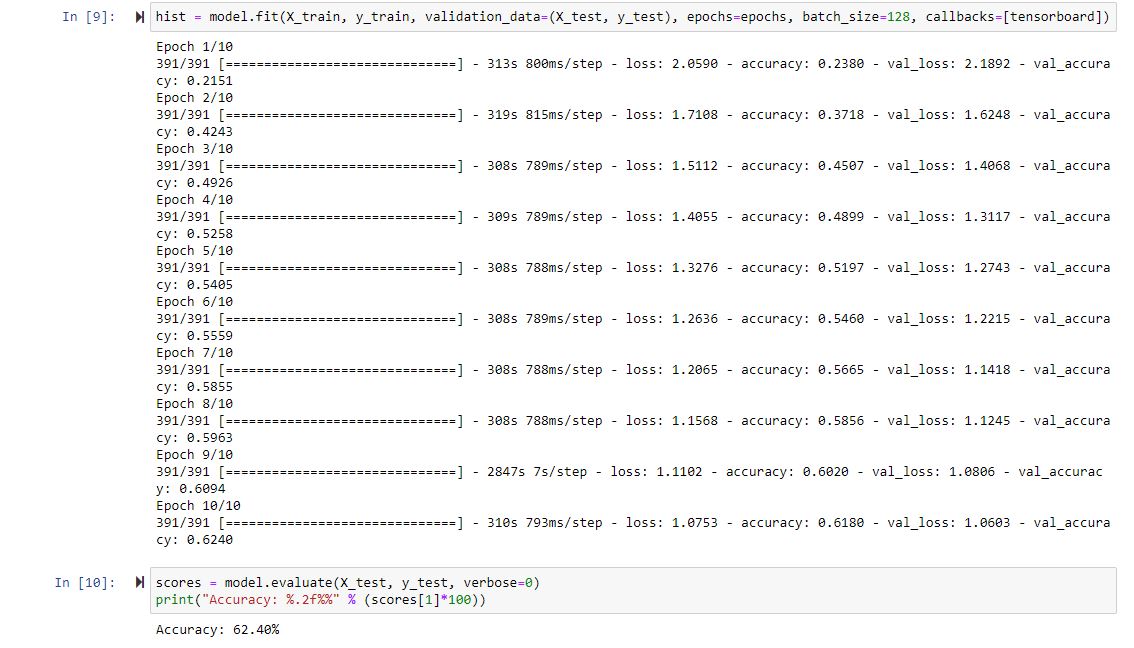 In [9]: hist = model.fit(X_train, y_train, validation_data=(X_test, y_test), epochs=epochs, batch_size=128, callbacks=[tensorboard])
Epoch 1/10
391/391 [==============================] - 313s 800ms/step - loss: 2.0590 - accuracy: 0.2380 - val_loss: 2.1892 - val_accura
cy: 0.2151
Epoch 2/10
391/391 [==============================] - 319s 815ms/step - loss: 1.7108 - accuracy: 0.3718 - val_loss: 1.6248 - val_accura
cy: 0.4243
Epoch 3/10
391/391 [==============================] - 308s 789ms/step - loss: 1.5112 - accuracy: 0.4507 - val_loss: 1.4068 - val_accura
cy: 0.4926
Epoch 4/10
391/391 [==============================] - 309s 789ms/step - loss: 1.4055 - accuracy: 0.4899 - val_loss: 1.3117 - val_accura
cy: 0.5258
Epoch 5/10
391/391 [==============================] - 308s 788ms/step - loss: 1.3276 - accuracy: 0.5197 - val_loss: 1.2743 - val_accura
cy: 0.5405
Epoch 6/10
391/391 [==============================] - 308s 789ms/step - loss: 1.2636 - accuracy: 0.5460 - val_loss: 1.2215 - val_accura
cy: 0.5559
Epoch 7/10
391/391 [==============================] - 308s 788ms/step - loss: 1.2065 - accuracy: 0.5665 - val_loss: 1.1418 - val_accura
cy: 0.5855
Epoch 8/10
391/391 [==============================] - 308s 788ms/step - loss: 1.1568 - accuracy: 0.5856 - val_loss: 1.1245 - val_accura
cy: 0.5963
Epoch 9/10
391/391 [==============================] - 2847s 7s/step - loss: 1.1102 - accuracy: 0.6020 - val_loss: 1.0806 - val_accurac
y: 0.6094
Epoch 10/10
391/391 [==============================] - 310s 793ms/step - loss: 1.0753 - accuracy: 0.6180 - val_loss: 1.0603 - val_accura
cy: 0.6240
In [10]: scores = model.evaluate(X_test, y_test, verbose=0)
print("Accuracy: %.2f%%" % (scores[1]*100))
Accuracy: 62.40%